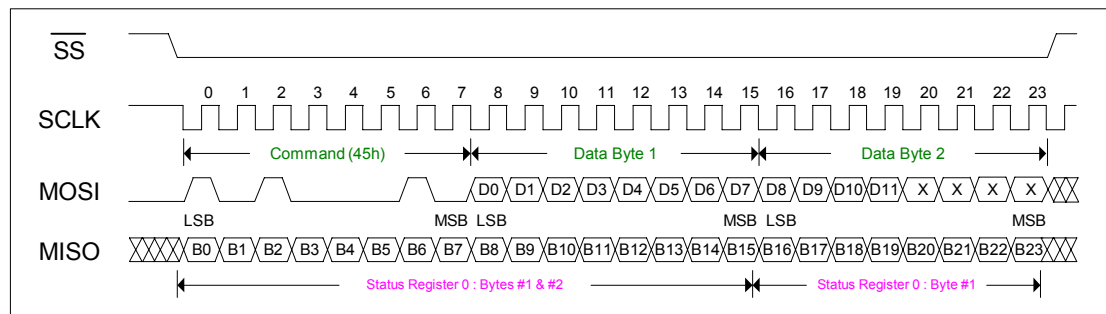 SS
0 1 2 3 4 5 6 7 8 9 10 11 12 13 14 15 16 17 18 19 20 21 22 23
SCLK
Command (45h) Data Byte 1 Data Byte 2
MOSI D0 D1 D2 D3 D4 D5 D6 D7 D8 D9 D10 D11 X X X X
LSB MSB LSB MSB LSB MSB
MISO B0 B1 B2 B3 B4 B5 B6 B7 B8 B9 B10 B11 B12 B13 B14 B15 B16 B17 B18 B19 B20 B21 B22 B23
Status Register 0 : Bytes #1 & #2 Status Register 0 : Byte #1